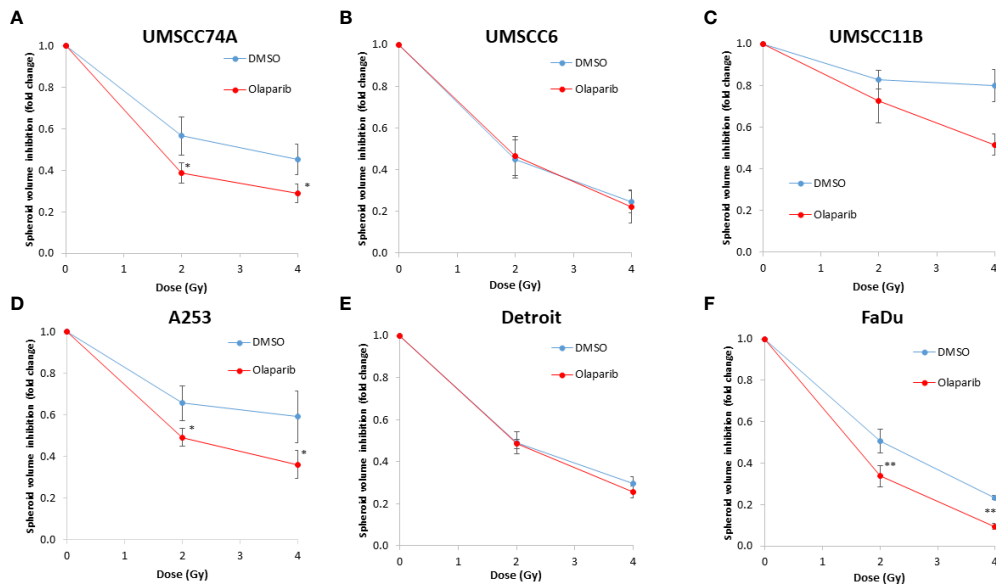 A
UMSCC74A
Spheroid volume inhibition (fold change)
1.0
0.8
0.6
0.4
0.2
0.0
DMSO
Olaparib
*
*
0
1
2
3
4
Dose (Gy)
B
UMSCC6
Spheroid volume inhibition (fold change)
1.0
0.8
0.6
0.4
0.2
0.0
DMSO
Olaparib
0
1
2
3
4
Dose (Gy)
C
UMSCC11B
Spheroid volume inhibition (fold change)
1.0
0.8
0.6
0.4
0.2
0.0
DMSO
Olaparib
0
1
2
3
4
Dose (Gy)
D
A253
Spheroid volume inhibition (fold change)
1.0
0.8
0.6
0.4
0.2
0.0
DMSO
Olaparib
*
*
0
1
2
3
4
Dose (Gy)
E
Detroit
Spheroid volume inhibition (fold change)
1.0
0.8
0.6
0.4
0.2
0.0
DMSO
Olaparib
0
1
2
3
4
Dose (Gy)
F
FaDu
Spheroid volume inhibition (fold change)
1.0
0.8
0.6
0.4
0.2
0.0
DMSO
Olaparib
**
**
0
1
2
3
4
Dose (Gy)